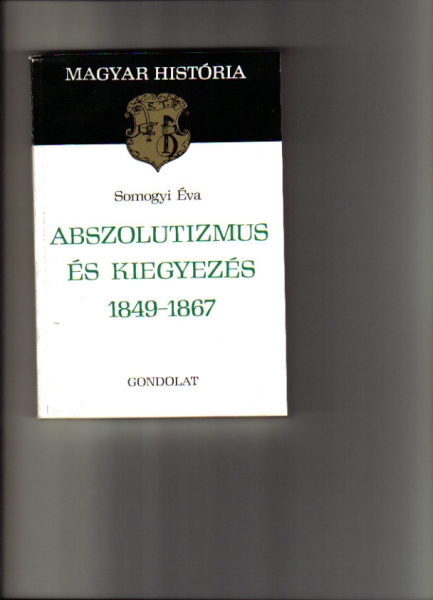 MAGYAR HISTÓRIA
Somogyi Éva
ABSZOLUTIZMUS
ÉS KIEGYEZÉS
1849–1867
GONDOLAT